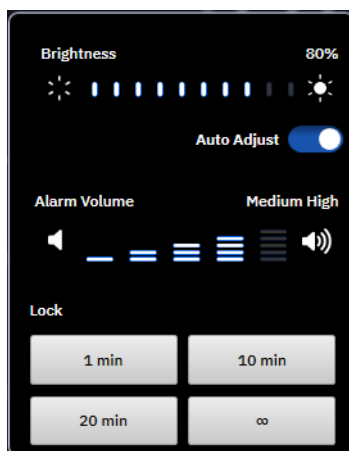 Brightness 80%
Auto Adjust
Alarm Volume Medium High
Lock
1 min 10 min
20 min ∞